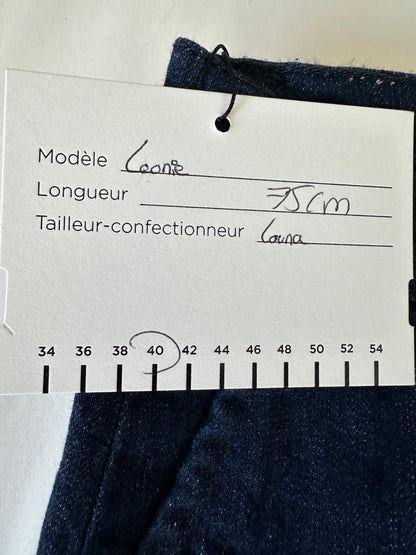 Modèle Leonie
Longueur 75cm
Tailleur-confectionneur Louna
34 36 38 40 42 44 46 48 50 52 54